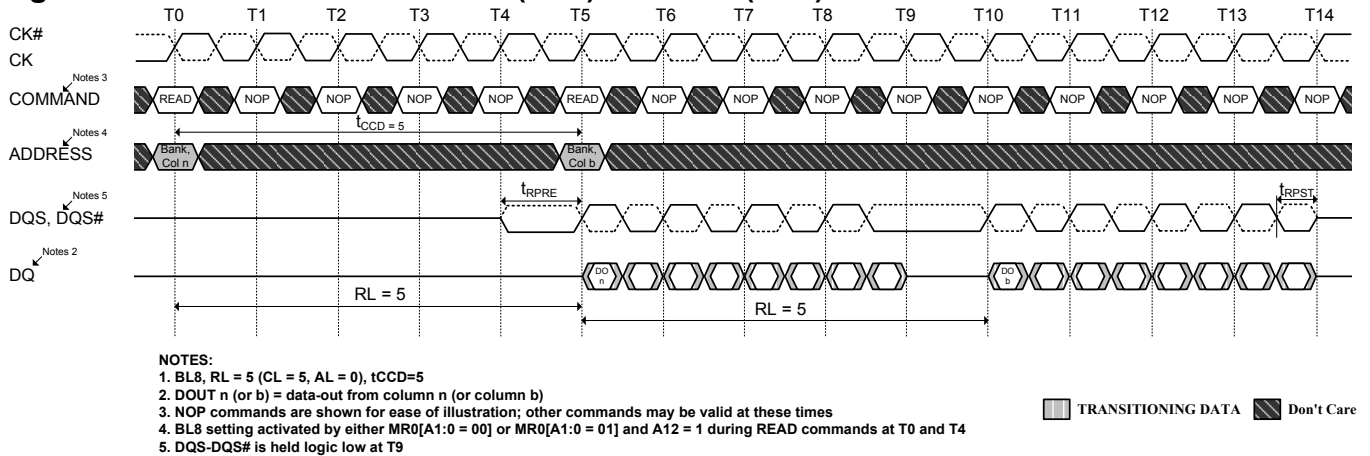 T0 T1 T2 T3 T4 T5 T6 T7 T8 T9 T10 T11 T12 T13 T14
CK#
CK
Notes 3
COMMAND READ NOP NOP NOP NOP READ NOP NOP NOP NOP NOP NOP NOP NOP NOP
tCCD = 5
Notes 4
ADDRESS Bank, Col n Bank, Col b
tRPRE tRPST
Notes 5
DQS, DQS#
Notes 2
DQ DO n DO b
RL = 5 RL = 5
NOTES:
1. BL8, RL = 5 (CL = 5, AL = 0), tCCD=5
2. DOUT n (or b) = data-out from column n (or column b)
3. NOP commands are shown for ease of illustration; other commands may be valid at these times
4. BL8 setting activated by either MR0[A1:0 = 00] or MR0[A1:0 = 01] and A12 = 1 during READ commands at T0 and T4
5. DQS-DQS# is held logic low at T9
TRANSITIONING DATA Don't Care